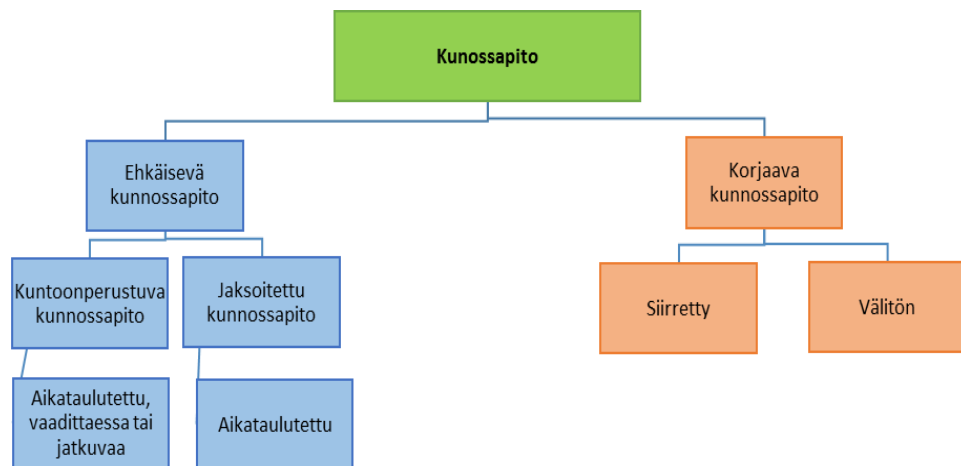 Kunossapito
Ehkäisevä
kunnossapito
Korjaava
kunnossapito
Kuntoonperustuva
kunnossapito
Jaksoitettu
kunnossapito
Siirretty
Välitön
Aikataulutettu,
vaadittaessa tai
jatkuvaa
Aikataulutettu